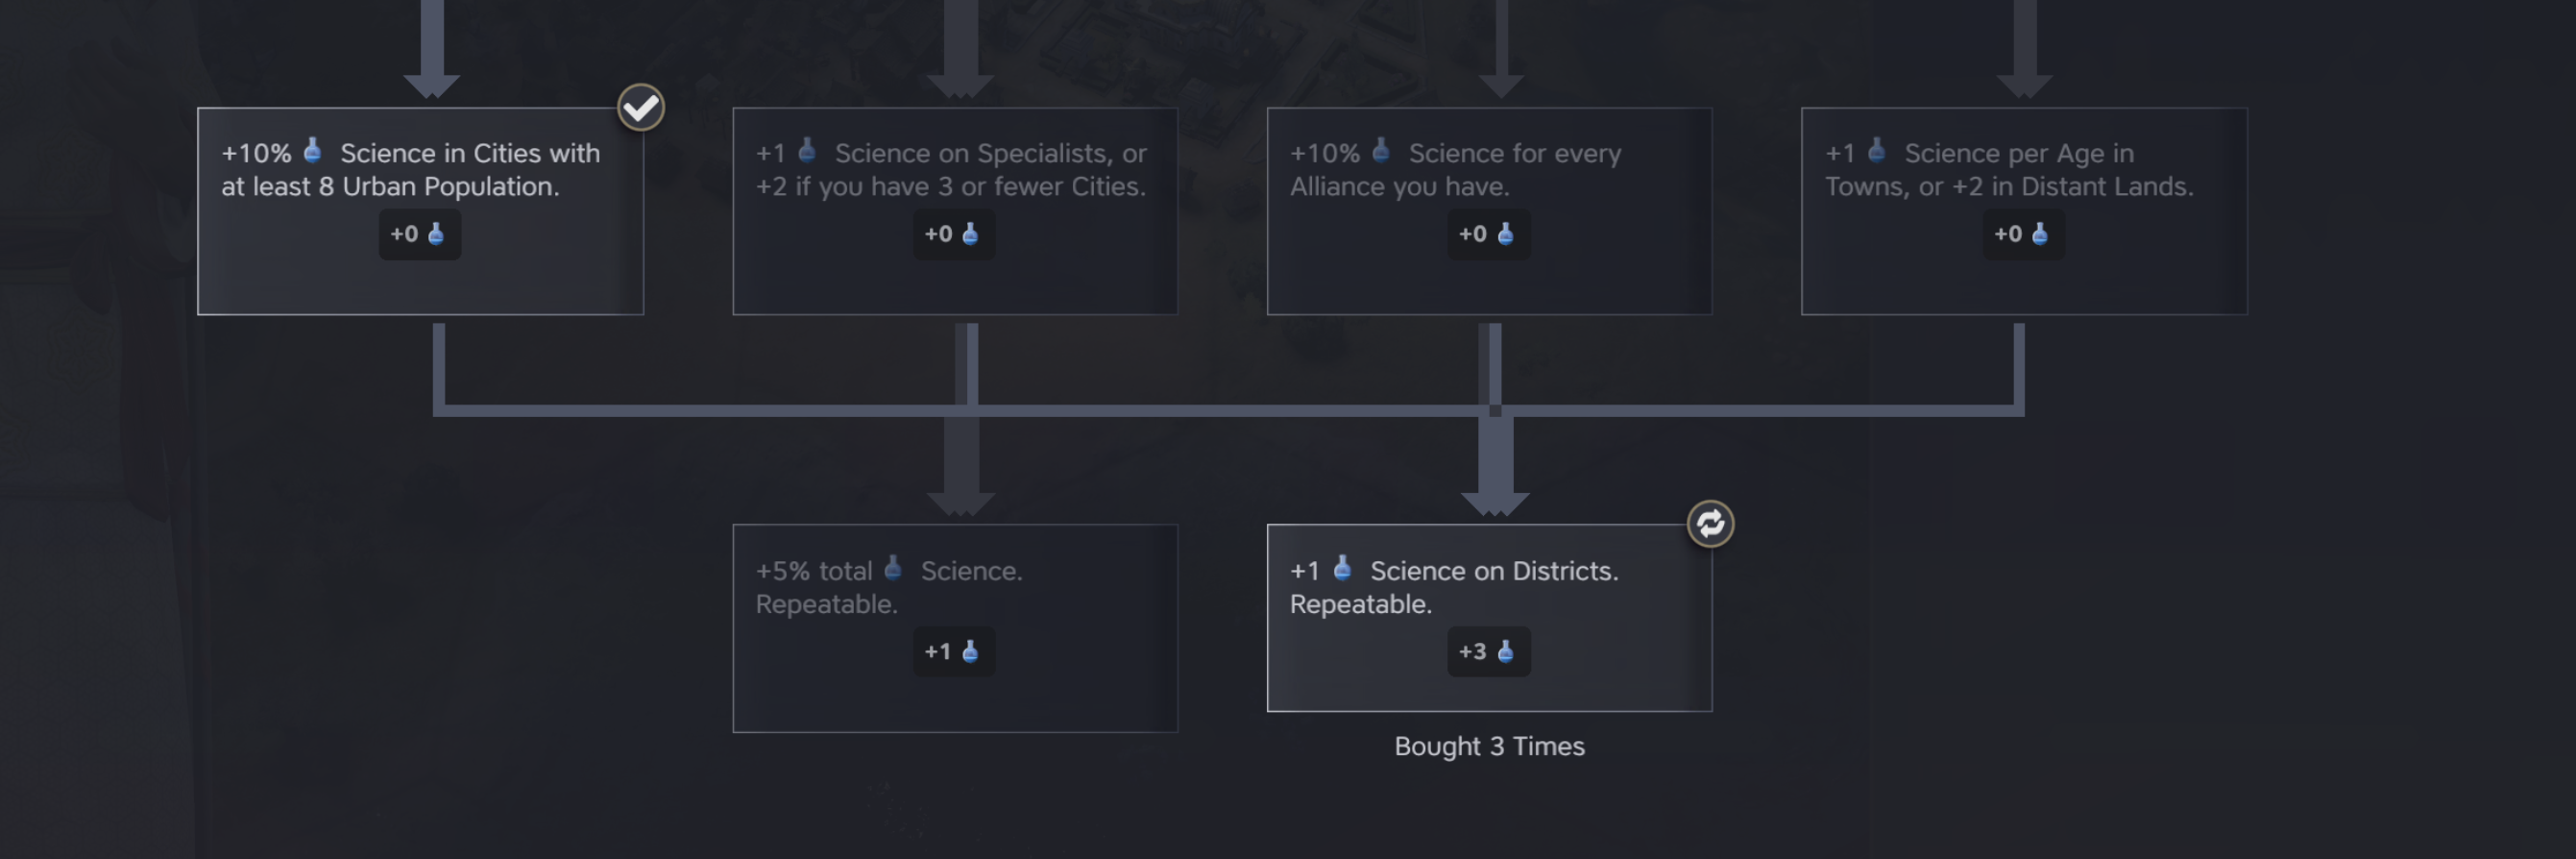 +10% Science in Cities with
at least 8 Urban Population.
+0
+1 Science on Specialists, or
+2 if you have 3 or fewer Cities.
+0
+10% Science for every
Alliance you have.
+0
+1 Science per Age in
Towns, or +2 in Distant Lands.
+0
+5% total Science.
Repeatable.
+1
+1 Science on Districts.
Repeatable.
+3
Bought 3 Times